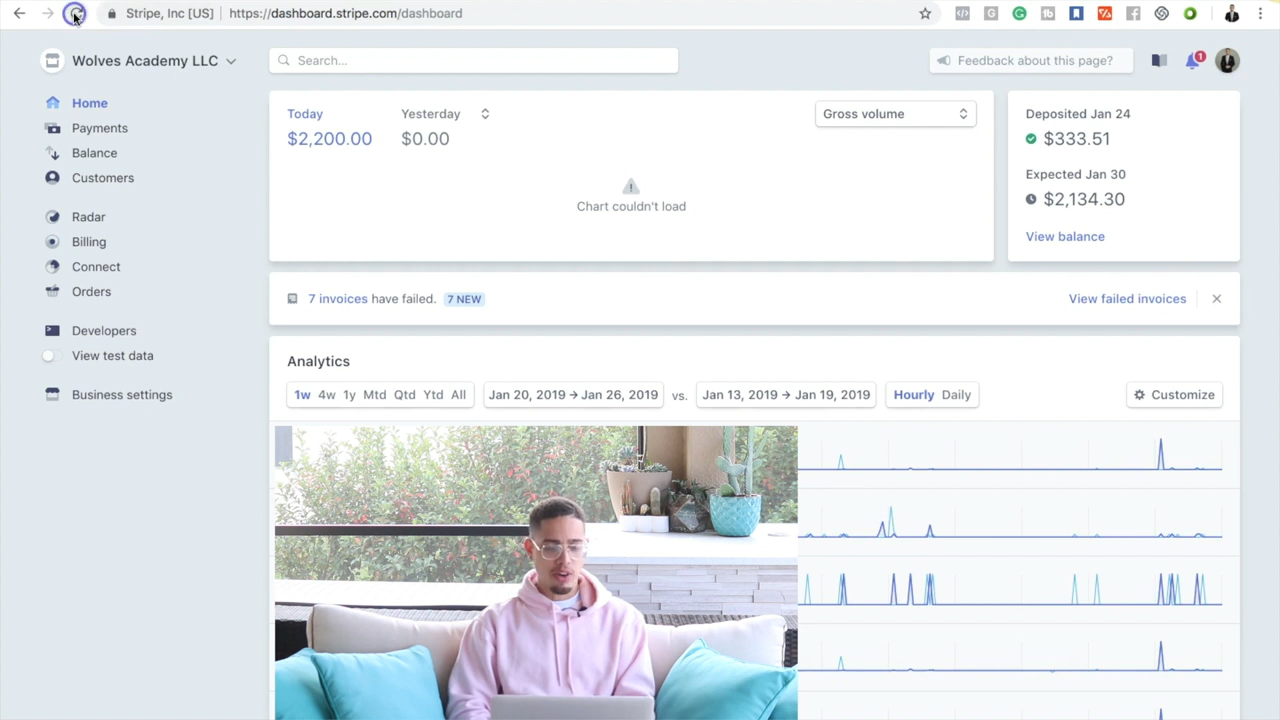 Stripe, Inc [US] https://dashboard.stripe.com/dashboard
Wolves Academy LLC
Search...
Feedback about this page?
1
Home
Payments
Balance
Customers
Radar
Billing
Connect
Orders
Developers
View test data
Business settings
Today
$2,200.00
Yesterday
$0.00
Gross volume
Chart couldn't load
Deposited Jan 24
$333.51
Expected Jan 30
$2,134.30
View balance
7 invoices have failed. 7 NEW
View failed invoices
Analytics
1w 4w 1y Mtd Qtd Ytd All
Jan 20, 2019 → Jan 26, 2019 vs. Jan 13, 2019 → Jan 19, 2019
Hourly Daily
Customize